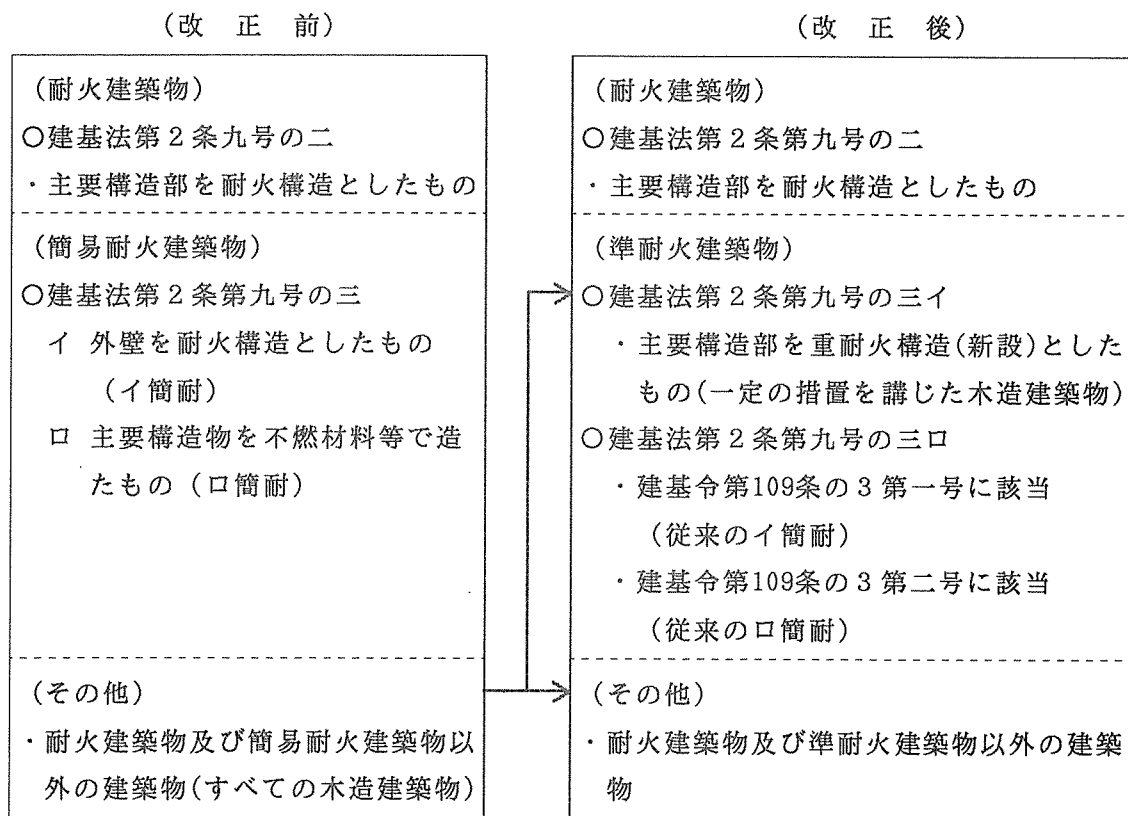 (改 正 前)
(耐火建築物)
○建基法第2条九号の二
・主要構造部を耐火構造としたもの
(簡易耐火建築物)
○建基法第2条第九号の三
イ 外壁を耐火構造としたもの
(イ簡耐)
ロ 主要構造物を不燃材料等で造
たもの (ロ簡耐)
(その他)
・耐火建築物及び簡易耐火建築物以
外の建築物(すべての木造建築物)
(改 正 後)
(耐火建築物)
○建基法第2条第九号の二
・主要構造部を耐火構造としたもの
(準耐火建築物)
○建基法第2条第九号の三イ
・主要構造部を重耐火構造(新設)とした
もの(一定の措置を講じた木造建築物)
○建基法第2条第九号の三ロ
・建基令第109条の3第一号に該当
(従来のイ簡耐)
・建基令第109条の3第二号に該当
(従来のロ簡耐)
(その他)
・耐火建築物及び準耐火建築物以外の建築
物